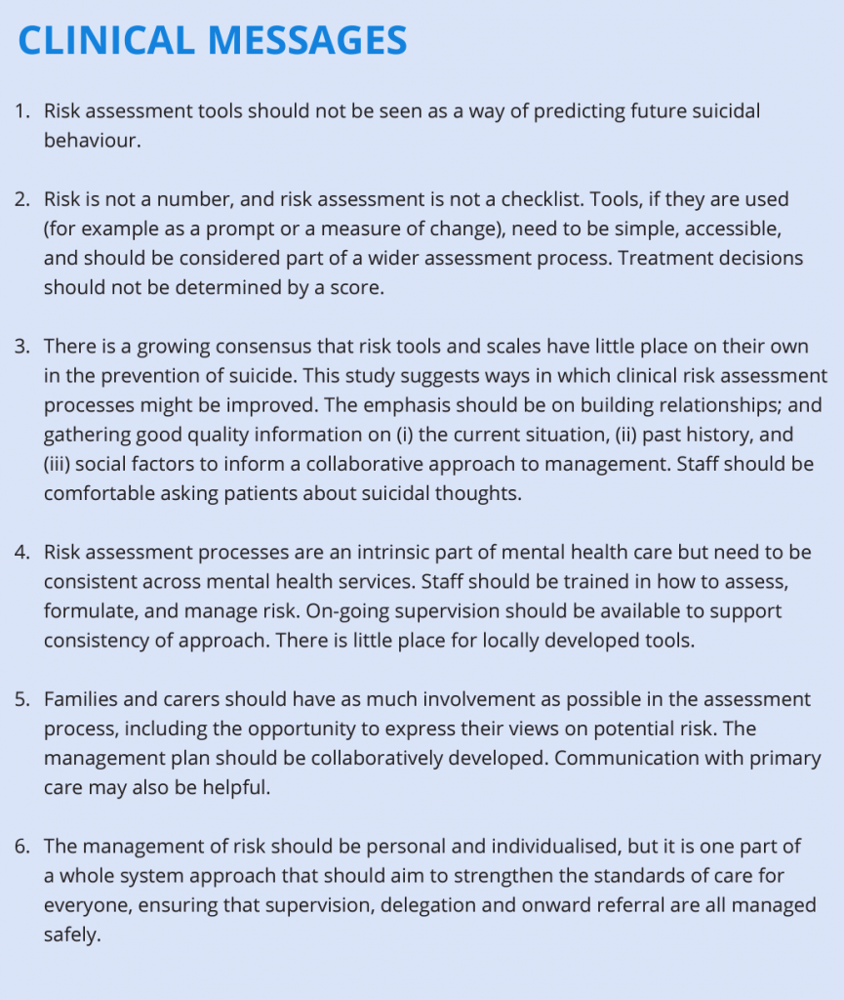 CLINICAL MESSAGES
1. Risk assessment tools should not be seen as a way of predicting future suicidal
behaviour.
2. Risk is not a number, and risk assessment is not a checklist. Tools, if they are used
(for example as a prompt or a measure of change), need to be simple, accessible,
and should be considered part of a wider assessment process. Treatment decisions
should not be determined by a score.
3. There is a growing consensus that risk tools and scales have little place on their own
in the prevention of suicide. This study suggests ways in which clinical risk assessment
processes might be improved. The emphasis should be on building relationships; and
gathering good quality information on (i) the current situation, (ii) past history, and
(iii) social factors to inform a collaborative approach to management. Staff should be
comfortable asking patients about suicidal thoughts.
4. Risk assessment processes are an intrinsic part of mental health care but need to be
consistent across mental health services. Staff should be trained in how to assess,
formulate, and manage risk. On-going supervision should be available to support
consistency of approach. There is little place for locally developed tools.
5. Families and carers should have as much involvement as possible in the assessment
process, including the opportunity to express their views on potential risk. The
management plan should be collaboratively developed. Communication with primary
care may also be helpful.
6. The management of risk should be personal and individualised, but it is one part of
a whole system approach that should aim to strengthen the standards of care for
everyone, ensuring that supervision, delegation and onward referral are all managed
safely.